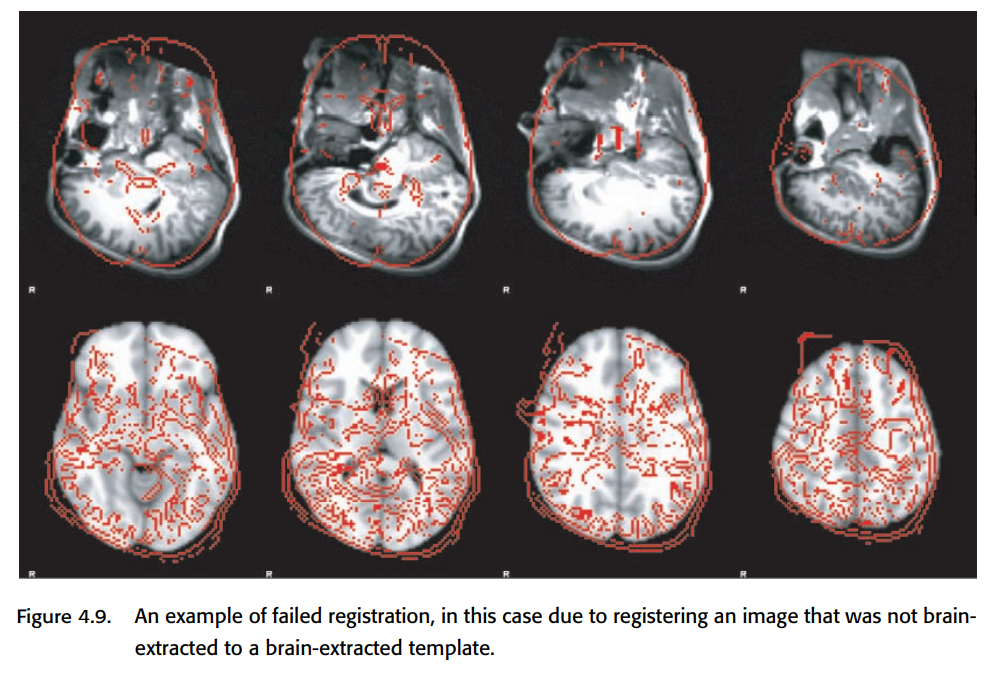 R R R R
R R R R
Figure 4.9. An example of failed registration, in this case due to registering an image that was not brain-
extracted to a brain-extracted template.